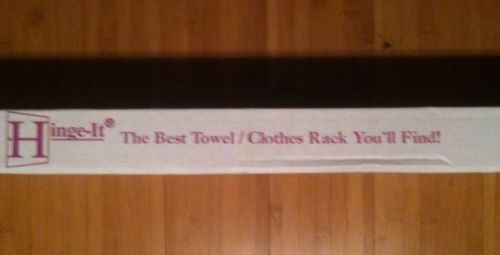 Hinge-It® The Best Towel / Clothes Rack You'll Find!